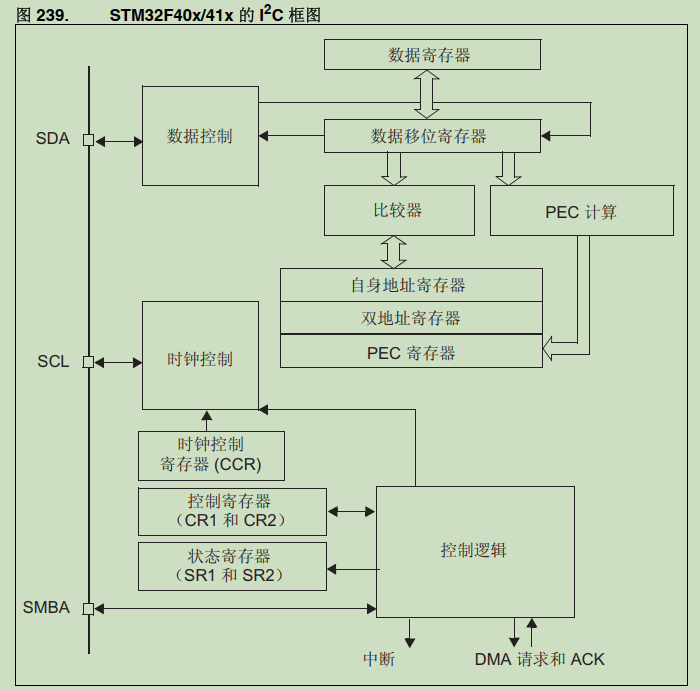 图 239. STM32F40x/41x 的 I2C 框图
数据寄存器
SDA
数据控制
数据移位寄存器
比较器
PEC 计算
自身地址寄存器
双地址寄存器
PEC 寄存器
SCL
时钟控制
时钟控制
寄存器 (CCR)
控制寄存器
（CR1 和 CR2）
控制逻辑
状态寄存器
（SR1 和 SR2）
SMBA
中断
DMA 请求和 ACK